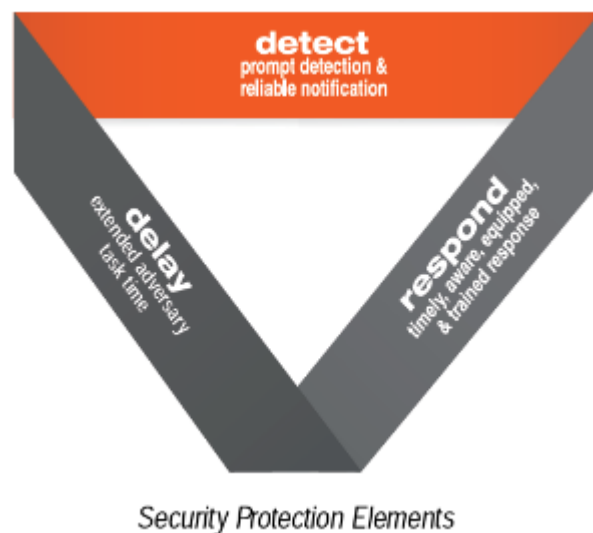 detect
prompt detection &
reliable notification
delay
extended adversary
task time
respond
timely, aware, equipped,
& trained response
Security Protection Elements